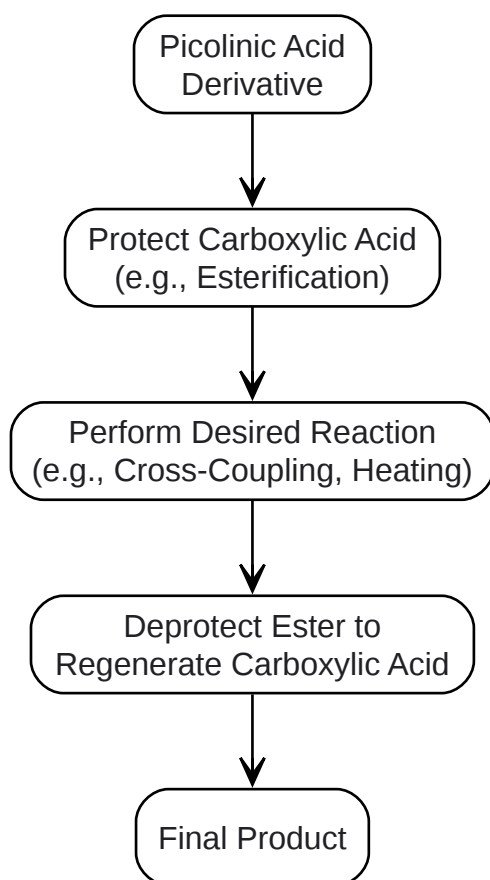 Picolinic Acid
Derivative
Protect Carboxylic Acid
(e.g., Esterification)
Perform Desired Reaction
(e.g., Cross-Coupling, Heating)
Deprotect Ester to
Regenerate Carboxylic Acid
Final Product